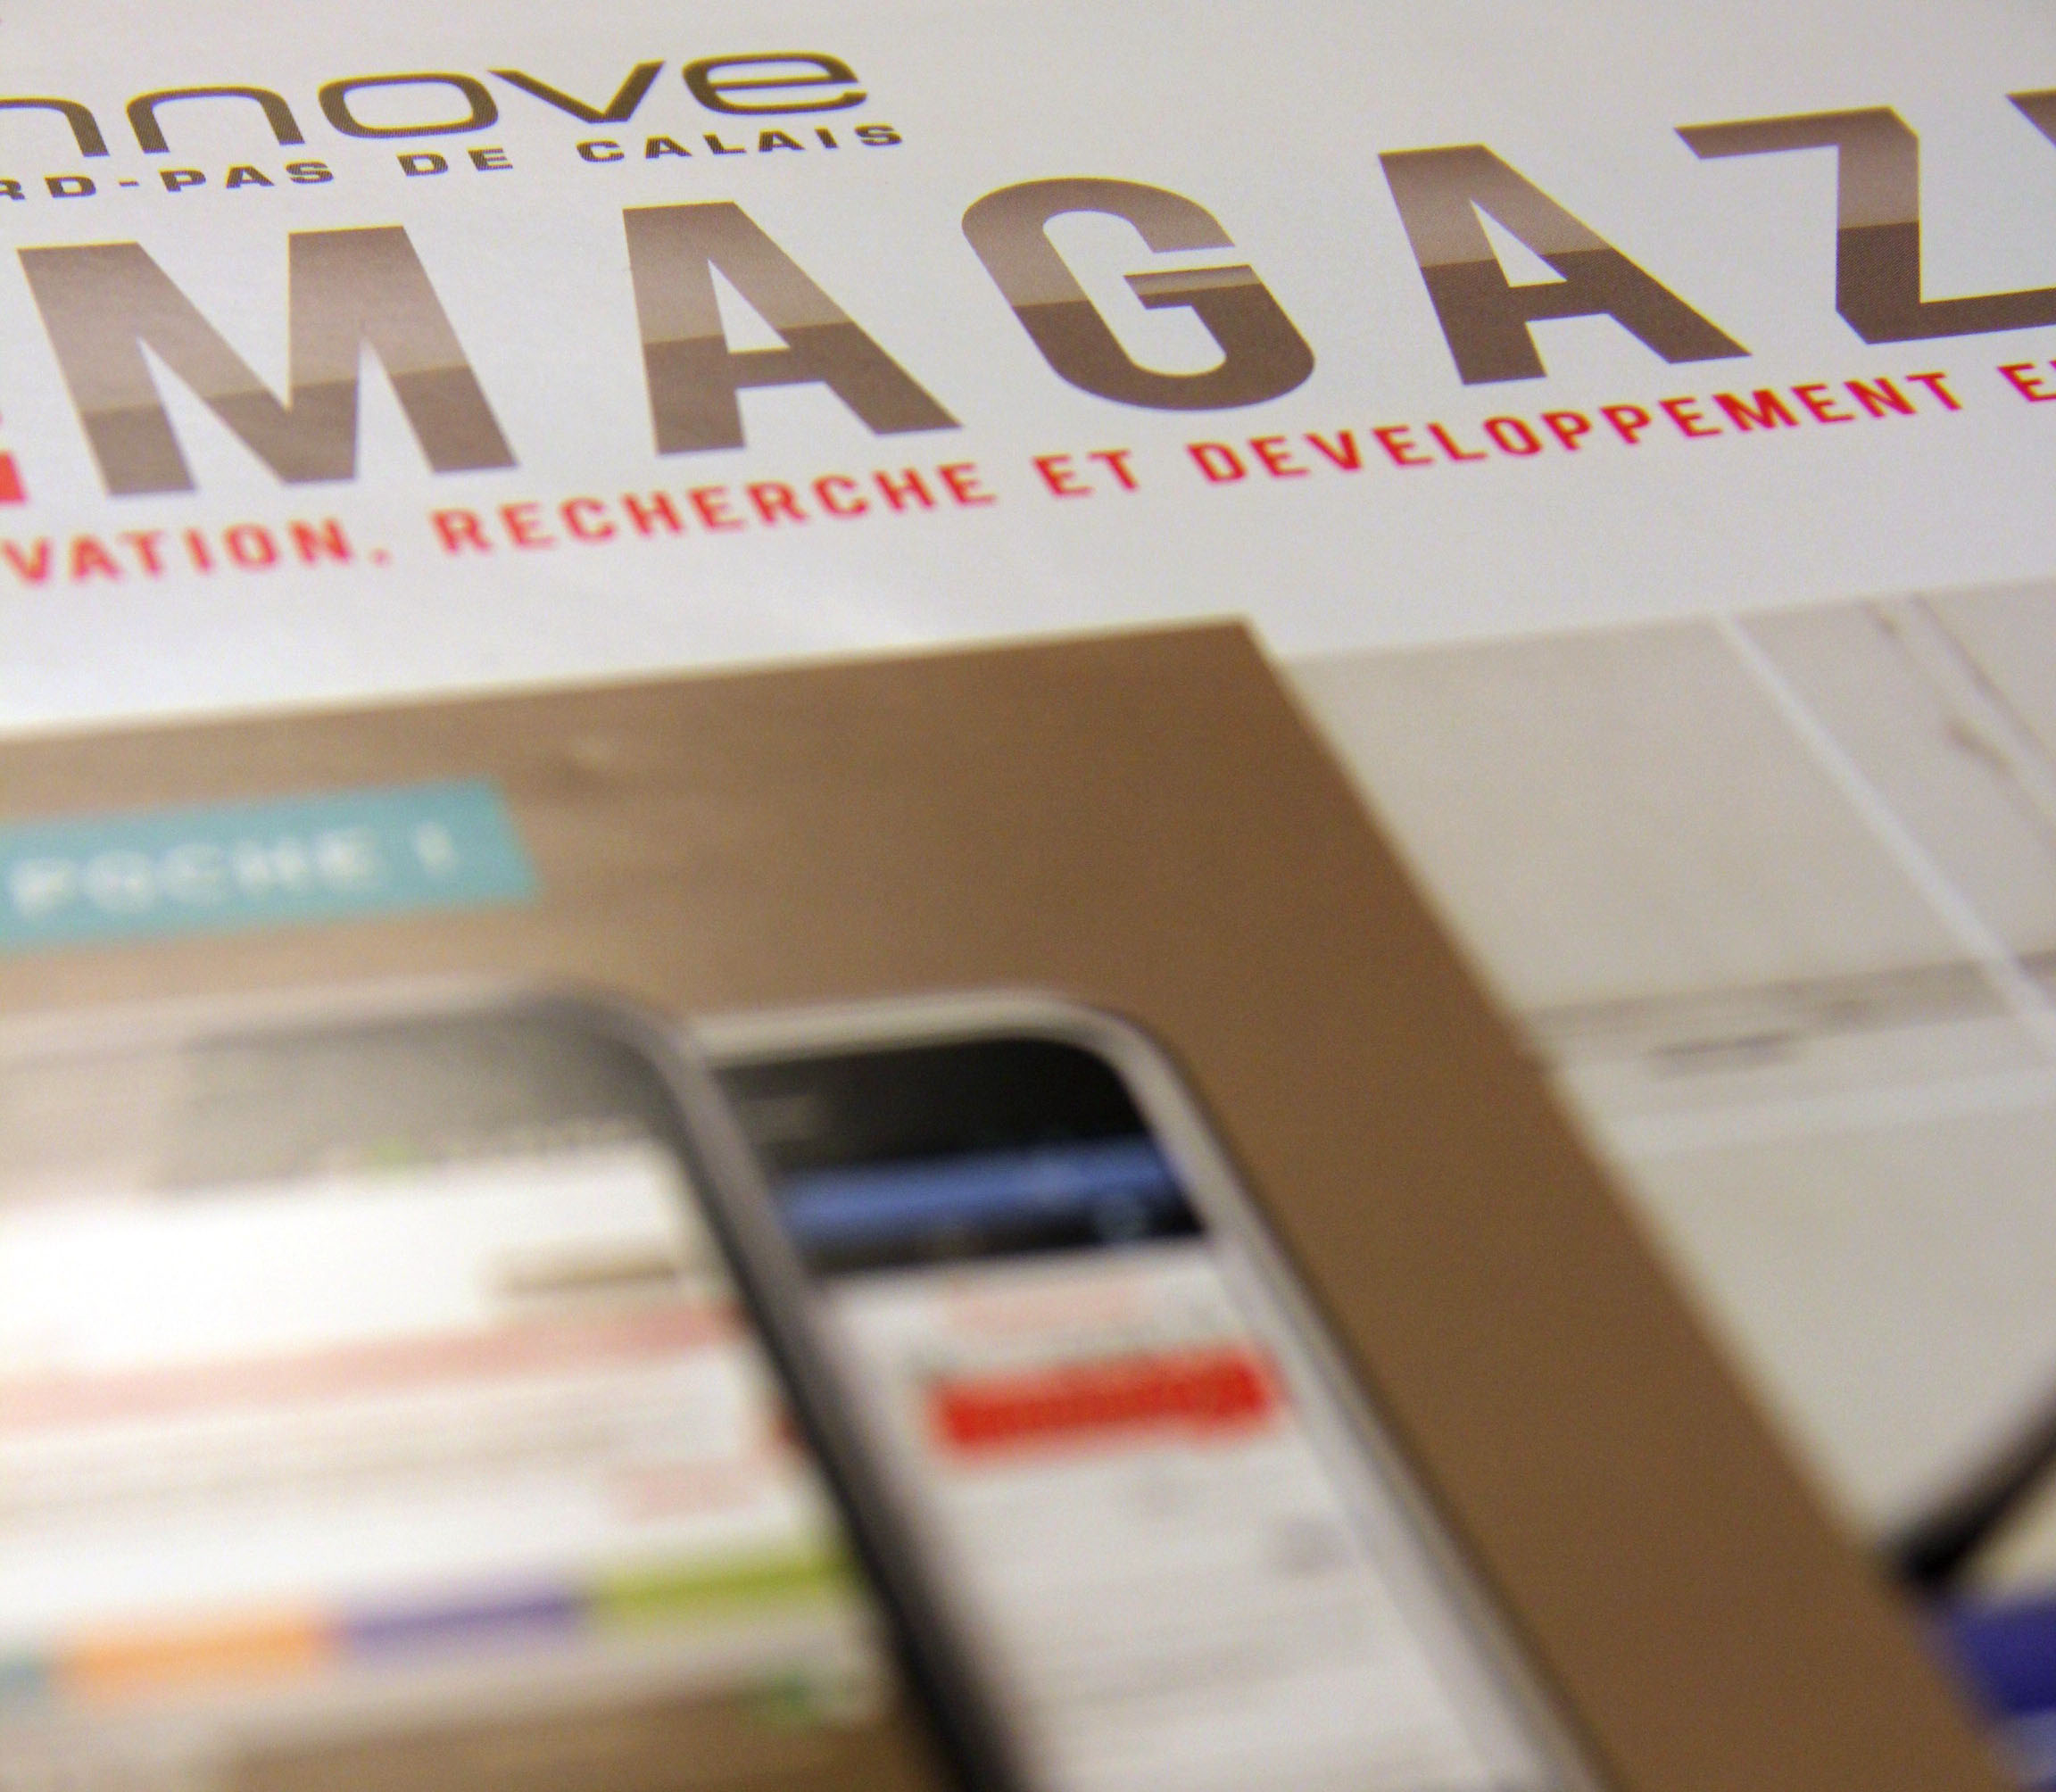 nnove
RD-PAS DE CALAIS
MAGAZ
VATION, RECHERCHE ET DEVELOPPEMENT E
POCHE !